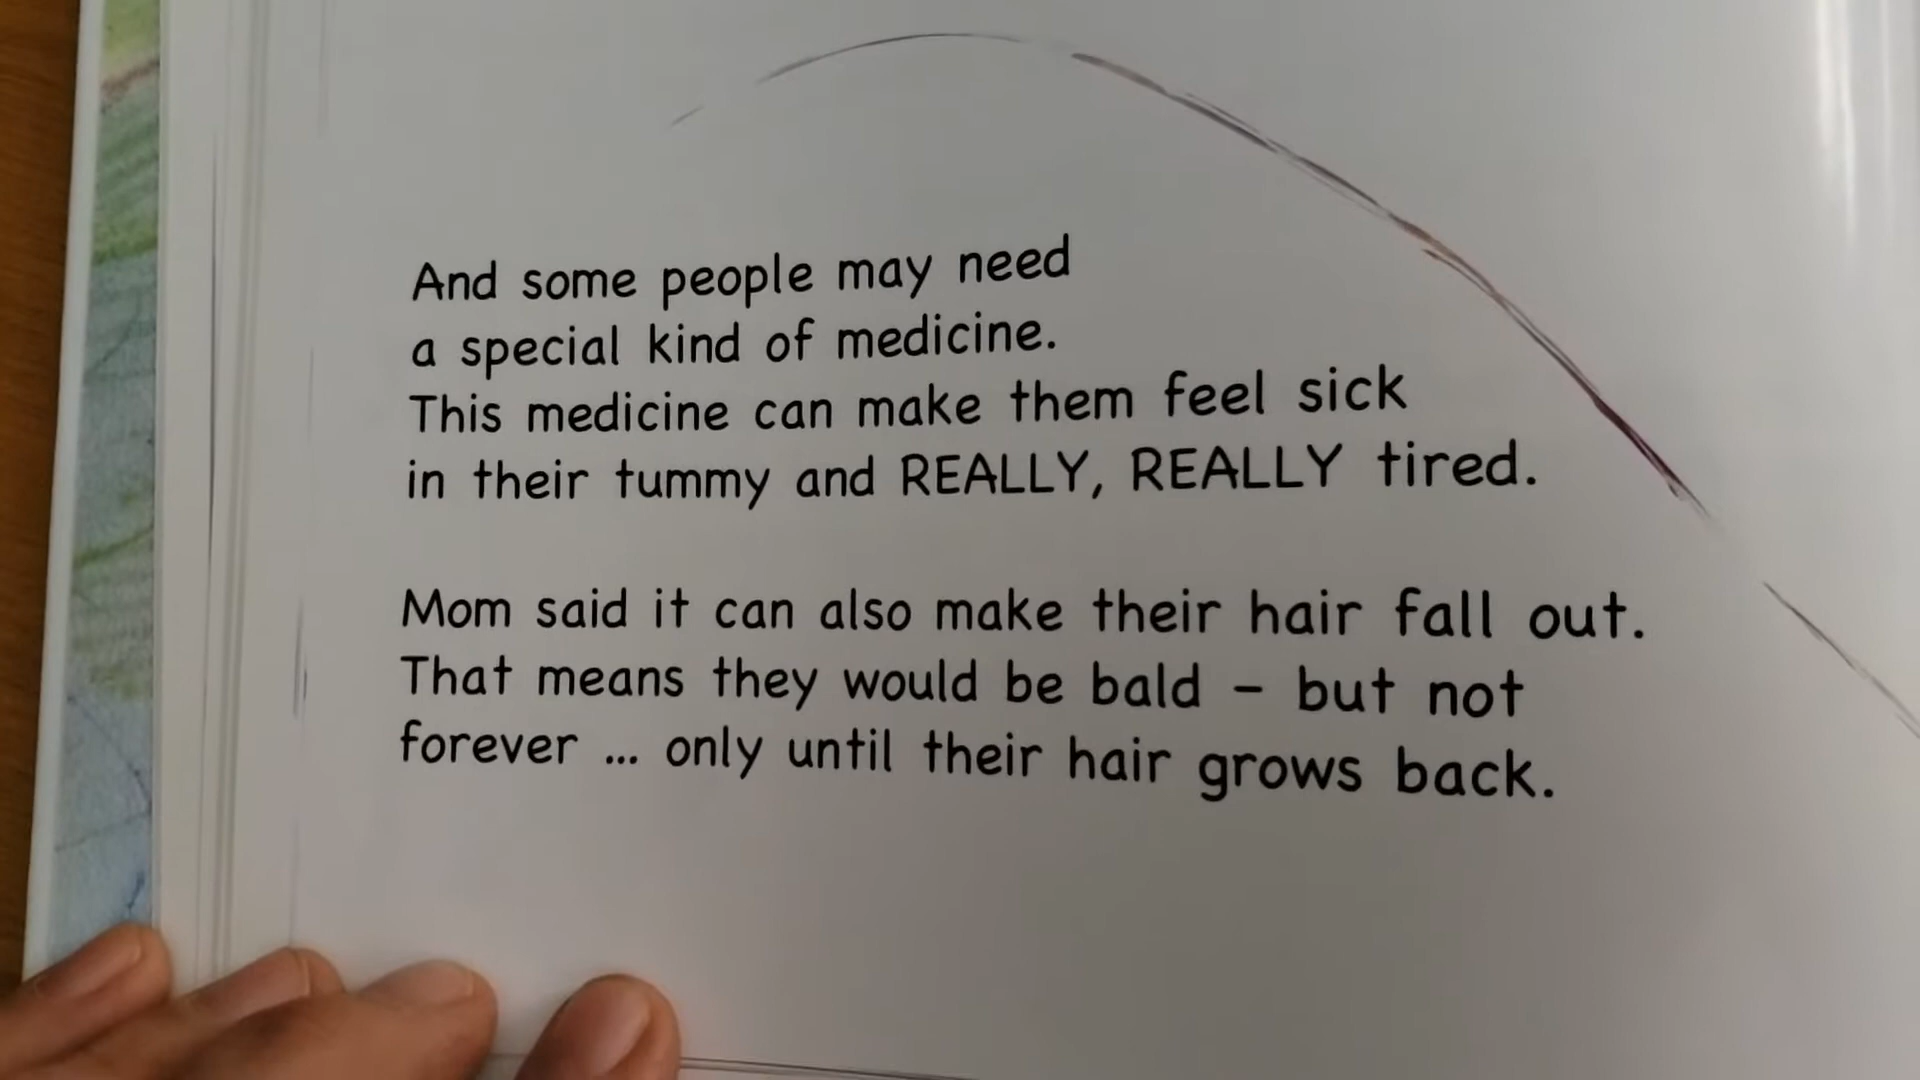 And some people may need
a special kind of medicine.
This medicine can make them feel sick
in their tummy and REALLY, REALLY tired.
Mom said it can also make their hair fall out.
That means they would be bald – but not
forever ... only until their hair grows back.